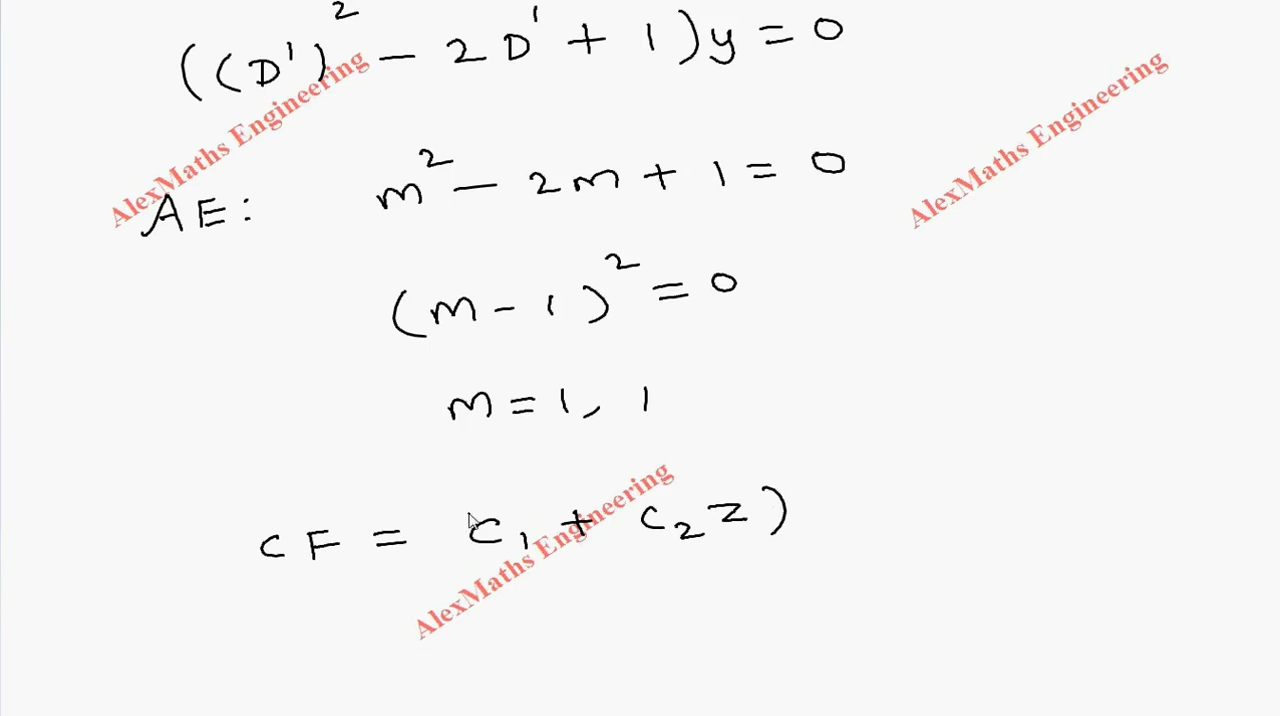 ((D')² - 2D' + 1)y = 0
AlexMaths Engineering
AlexMaths Engineering
AE: m² - 2m + 1 = 0
(m - 1)² = 0
m = 1, 1
CF = C₁ + C₂z)
AlexMaths Engineering